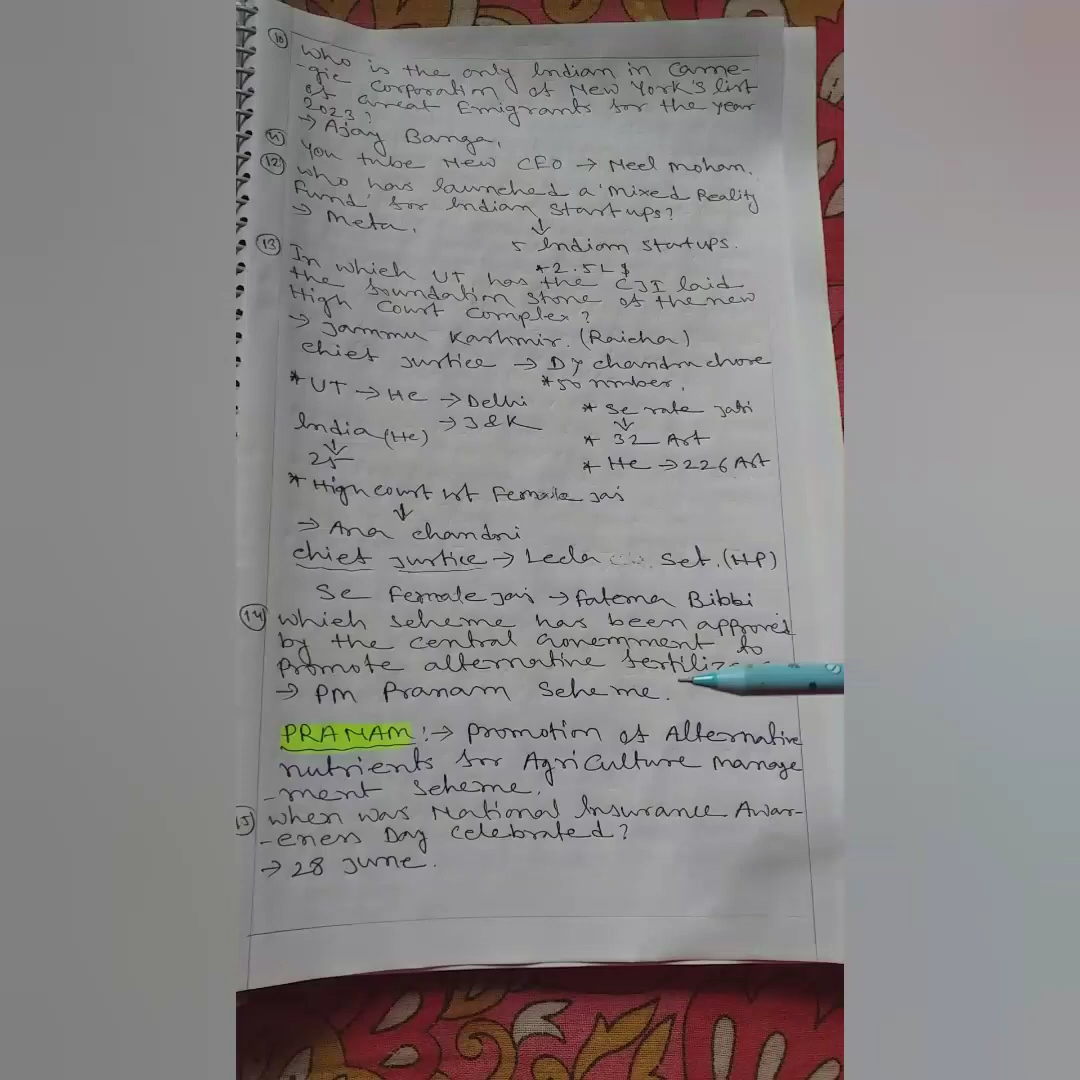 10 Who is the only Indian in Carne-
-gie Corporation of New York's list
of Great Emigrants for the year
2023?
→ Ajay Banga.
11 You tube New CEO → Neel Mohan.
12 Who has launched a 'Mixed Reality
Fund' for Indian startups?
→ Meta.
↓
5 Indian startups.
*2.5L $
13 In which UT has the CJI laid
the foundation stone of the new
High Court Complex?
→ Jammu Kashmir. (Raicha)
Chief Justice → Dy chandra chore
*50 number.
*UT → Hc → Delhi
→ J&K
India (Hc)
↓
25
* Sc rate jabi
↓
* 32 Art
* Hc → 226 Art
* High court 1st Female jai
↓
→ Ana chandni
Chief Justice → Leela Set. (HP)
Sc Female jai → Fatema Bibbi
14 Which scheme has been approved
by the central Government to
promote alternative
→ PM Pranam Scheme.
PRANAM :→ Promotion of Alternative
nutrients for Agriculture manage
-ment Scheme.
15 When was National Insurance Awar-
-eness Day Celebrated?
→ 28 June.